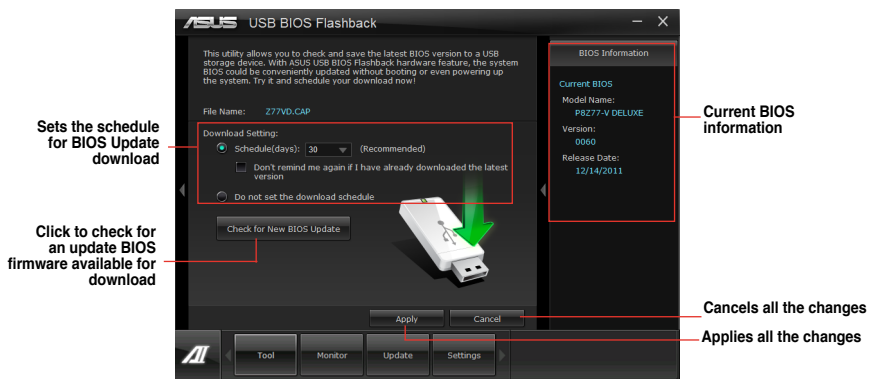 ASUS USB BIOS Flashback
This utility allows you to check and save the latest BIOS version to a USB
storage device. With ASUS USB BIOS Flashback hardware feature, the system
BIOS could be conveniently updated without booting or even powering up
the system. Try it and schedule your download now!
File Name: Z77VD.CAP
Sets the schedule
for BIOS Update
download
Download Setting:
Schedule(days): 30 (Recommended)
Don't remind me again if I have already downloaded the latest
version
Do not set the download schedule
Click to check for
an update BIOS
firmware available for
download
Check for New BIOS Update
BIOS Information
Current BIOS
Model Name:
P8Z77-V DELUXE
Version:
0060
Release Date:
12/14/2011
Current BIOS
information
Apply Cancel
Cancels all the changes
Applies all the changes
AI Tool Monitor Update Settings